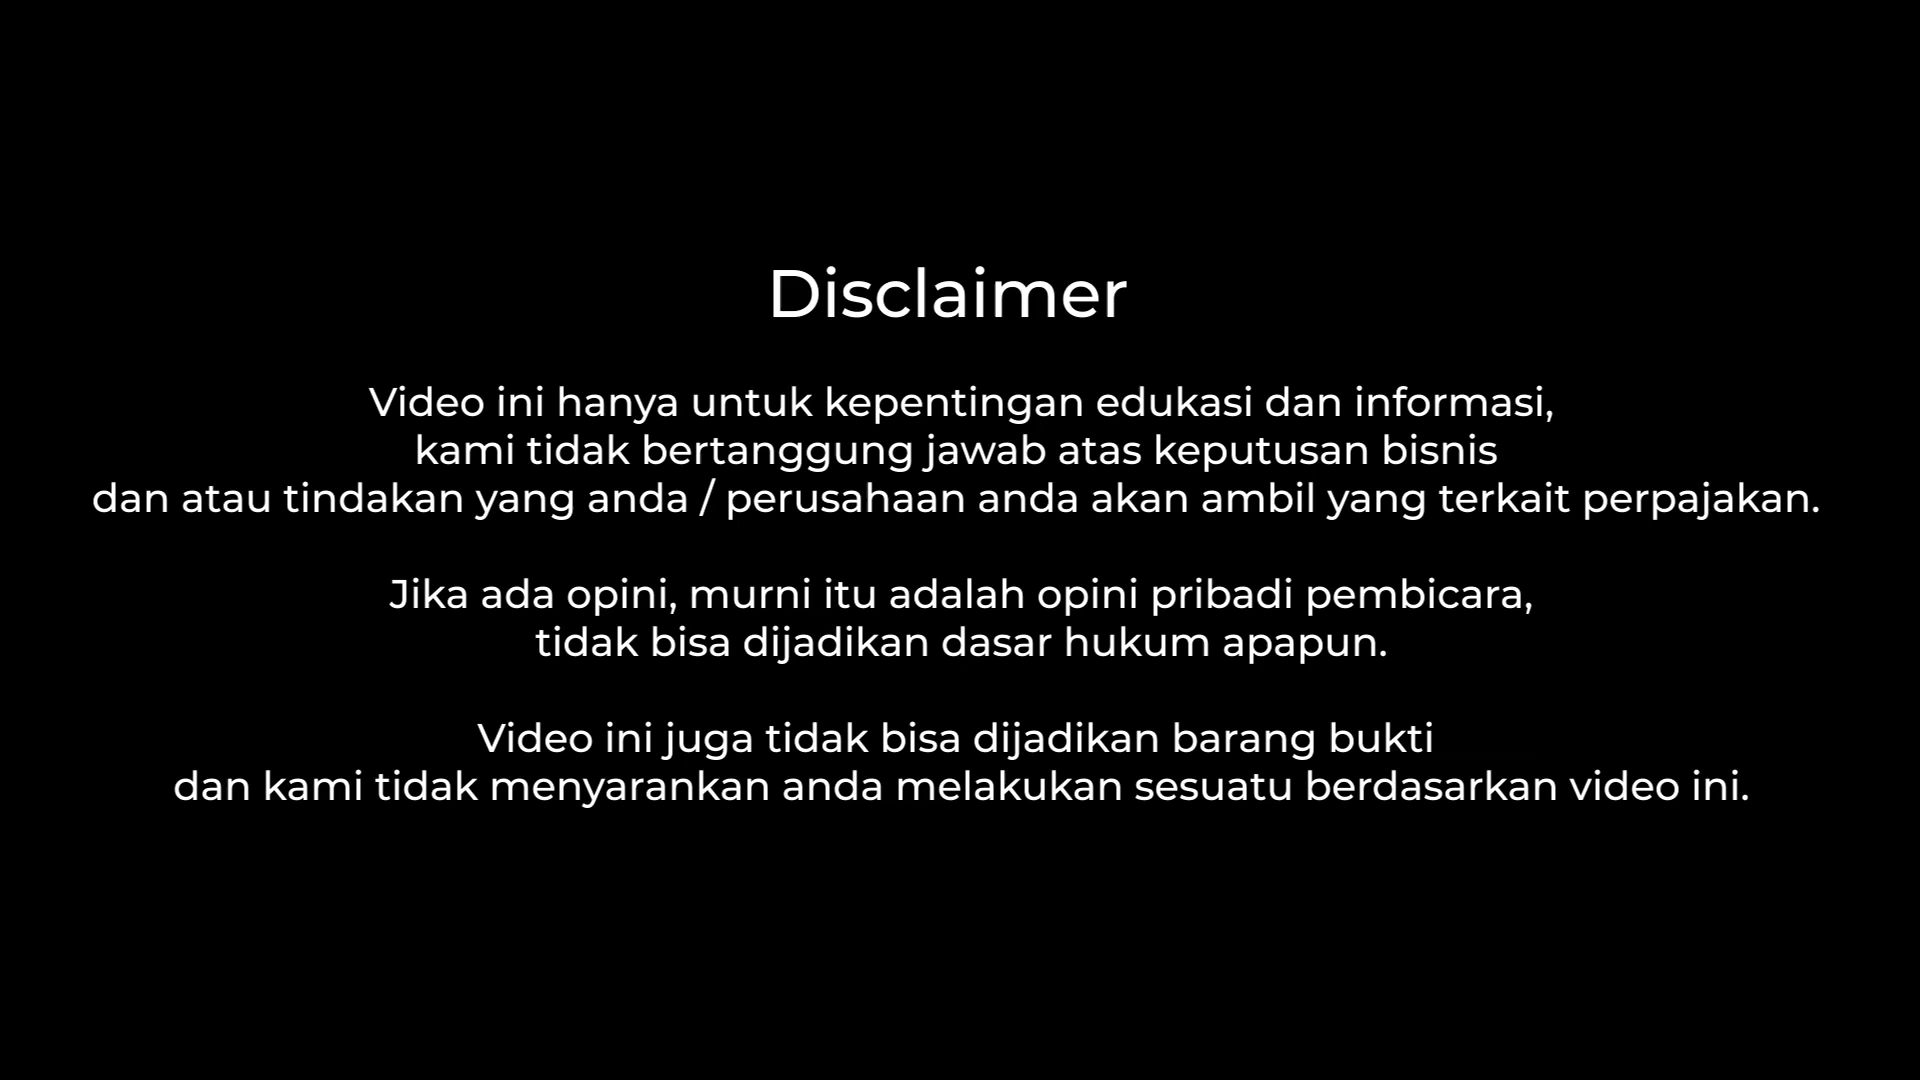 Disclaimer
Video ini hanya untuk kepentingan edukasi dan informasi,
kami tidak bertanggung jawab atas keputusan bisnis
dan atau tindakan yang anda / perusahaan anda akan ambil yang terkait perpajakan.
Jika ada opini, murni itu adalah opini pribadi pembicara,
tidak bisa dijadikan dasar hukum apapun.
Video ini juga tidak bisa dijadikan barang bukti
dan kami tidak menyarankan anda melakukan sesuatu berdasarkan video ini.